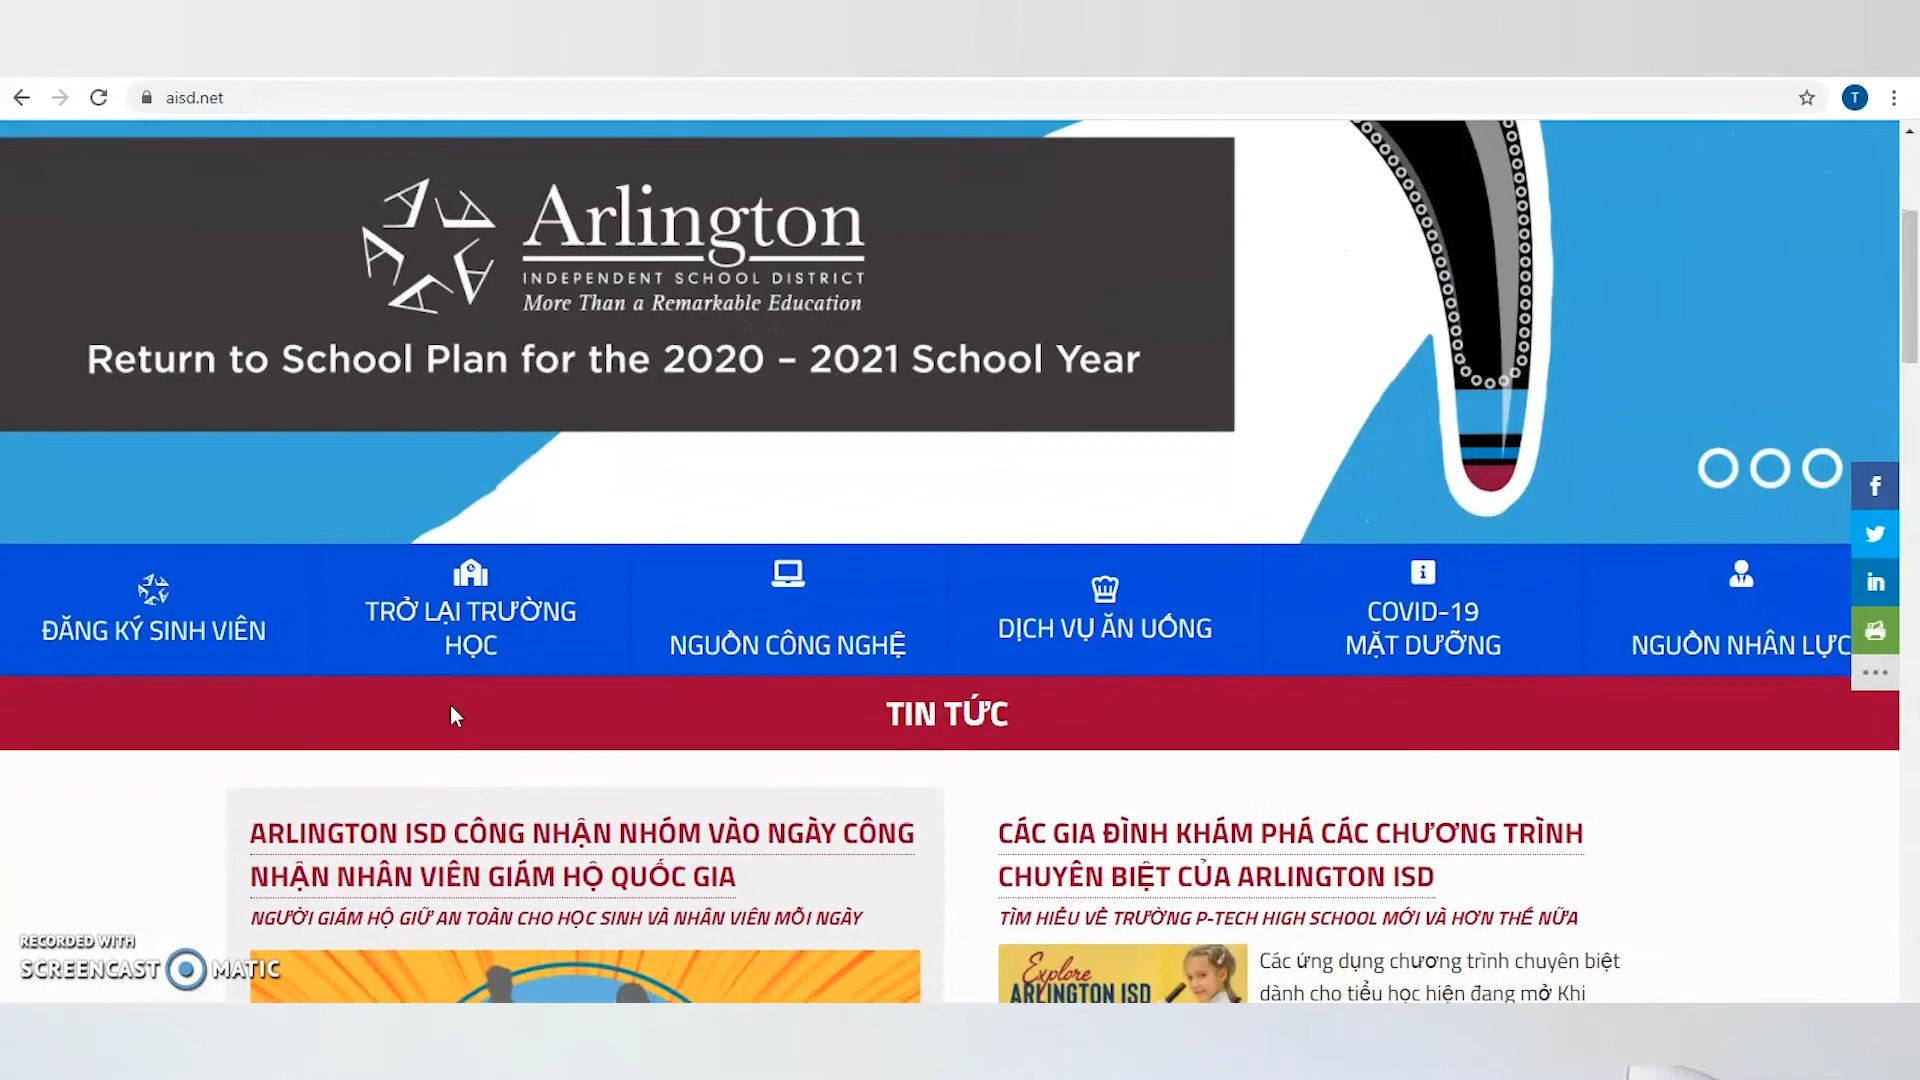 aisd.net
T
Arlington
INDEPENDENT SCHOOL DISTRICT
More Than a Remarkable Education
Return to School Plan for the 2020 – 2021 School Year
ĐĂNG KÝ SINH VIÊN
TRỞ LẠI TRƯỜNG
HỌC
NGUỒN CÔNG NGHỆ
DỊCH VỤ ĂN UỐNG
COVID-19
MẶT DƯỠNG
NGUỒN NHÂN LỰC
TIN TỨC
ARLINGTON ISD CÔNG NHẬN NHÓM VÀO NGÀY CÔNG
NHẬN NHÂN VIÊN GIÁM HỘ QUỐC GIA
NGƯỜI GIÁM HỘ GIỮ AN TOÀN CHO HỌC SINH VÀ NHÂN VIÊN MỖI NGÀY
CÁC GIA ĐÌNH KHÁM PHÁ CÁC CHƯƠNG TRÌNH
CHUYÊN BIỆT CỦA ARLINGTON ISD
TÌM HIỂU VỀ TRƯỜNG P-TECH HIGH SCHOOL MỚI VÀ HƠN THẾ NỮA
Explore
ARLINGTON ISD
Các ứng dụng chương trình chuyên biệt
dành cho tiểu học hiện đang mở Khi
RECORDED WITH
SCREENCAST MATIC